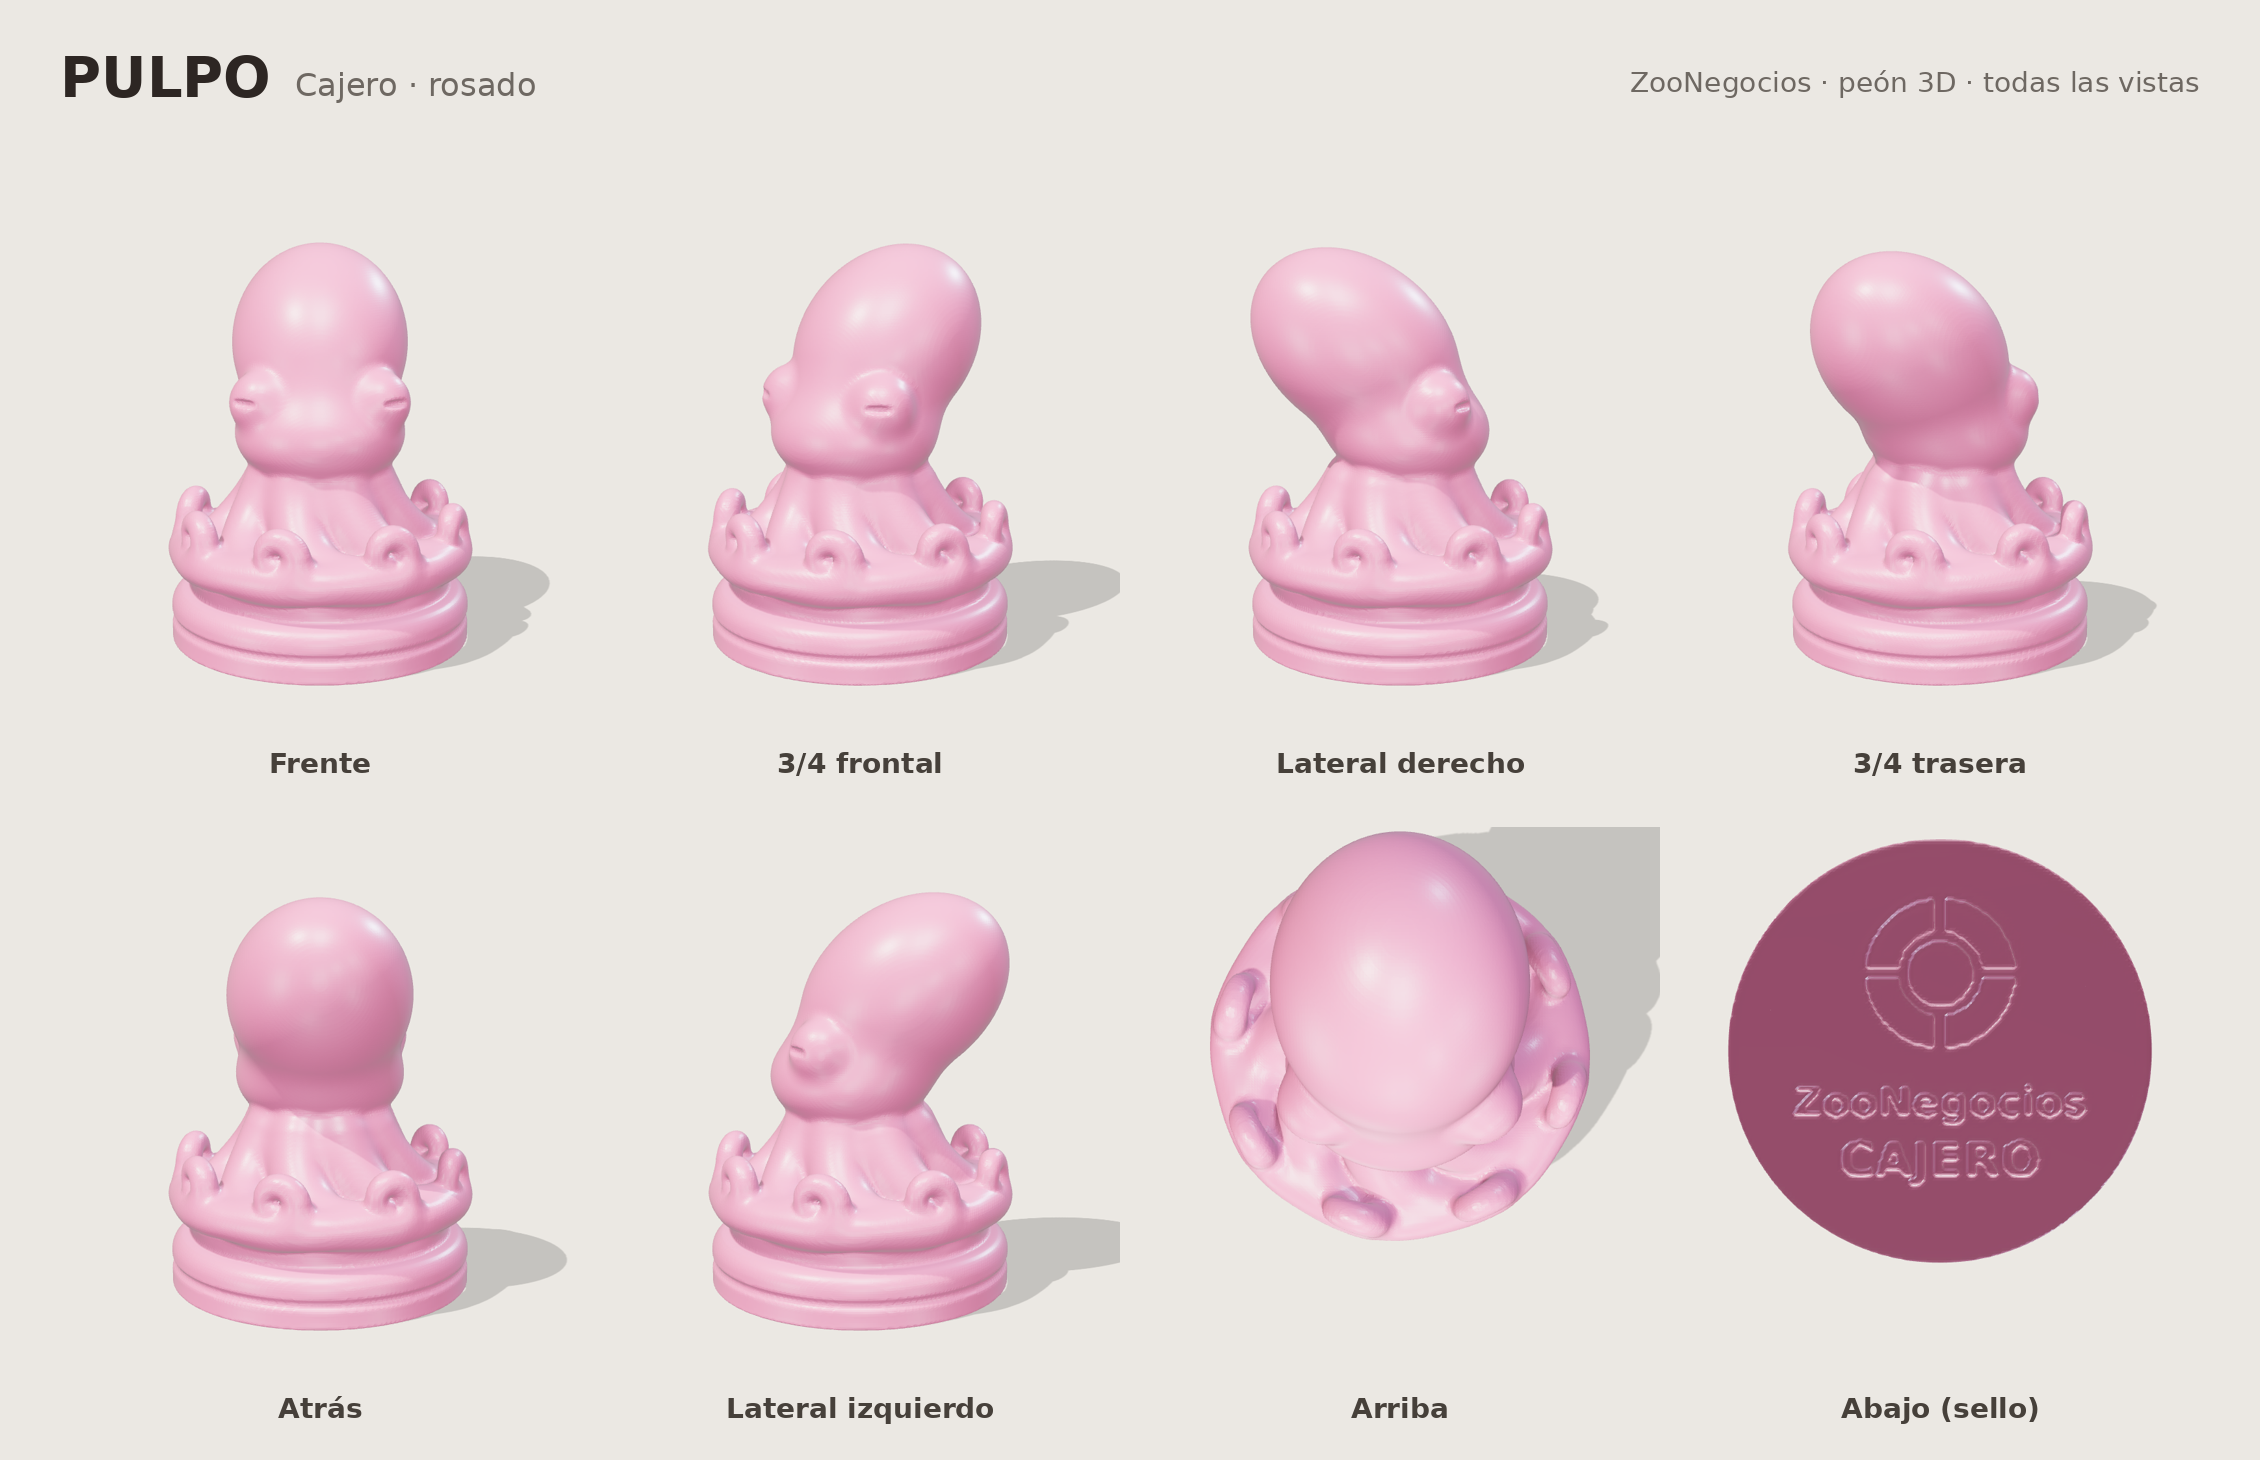 PULPO Cajero · rosado
ZooNegocios · peón 3D · todas las vistas
Frente
3/4 frontal
Lateral derecho
3/4 trasera
ZooNegocios
CAJERO
Atrás
Lateral izquierdo
Arriba
Abajo (sello)